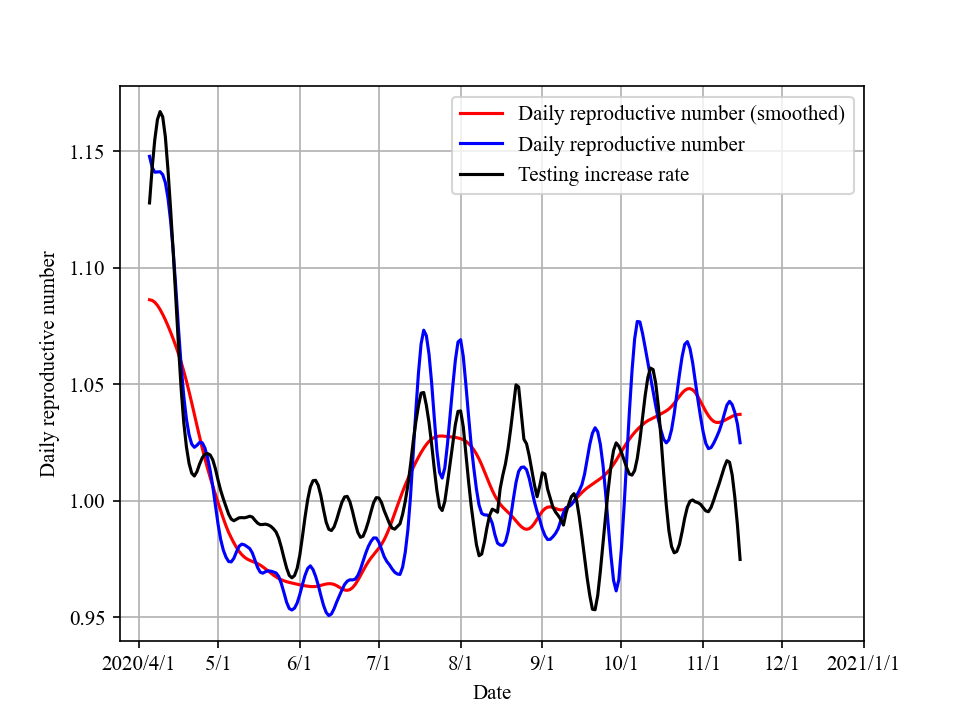 Daily reproductive number (smoothed)
Daily reproductive number
Testing increase rate
Daily reproductive number
1.15
1.10
1.05
1.00
0.95
2020/4/1 5/1 6/1 7/1 8/1 9/1 10/1 11/1 12/1 2021/1/1
Date